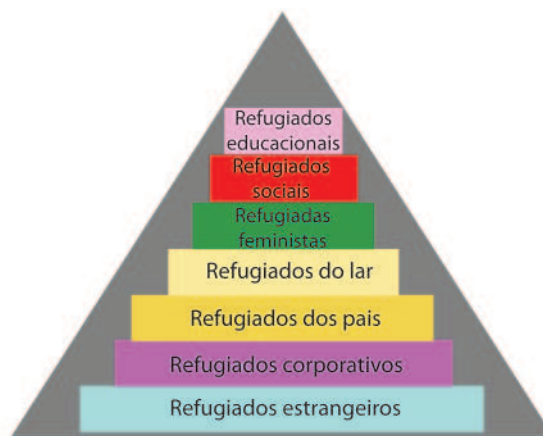 Refugiados
educacionais
Refugiados
sociais
Refugiadas
feministas
Refugiados do lar
Refugiados dos pais
Refugiados corporativos
Refugiados estrangeiros